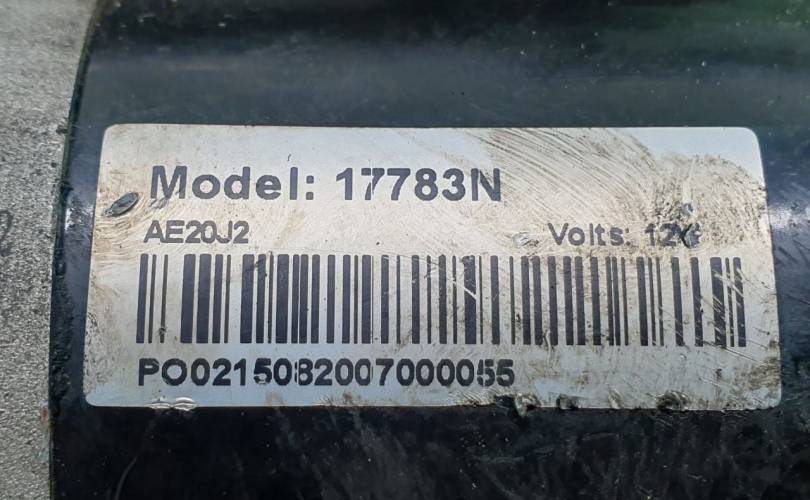 Model: 17783N
AE20J2
Volts: 12V
PO0215082007000055